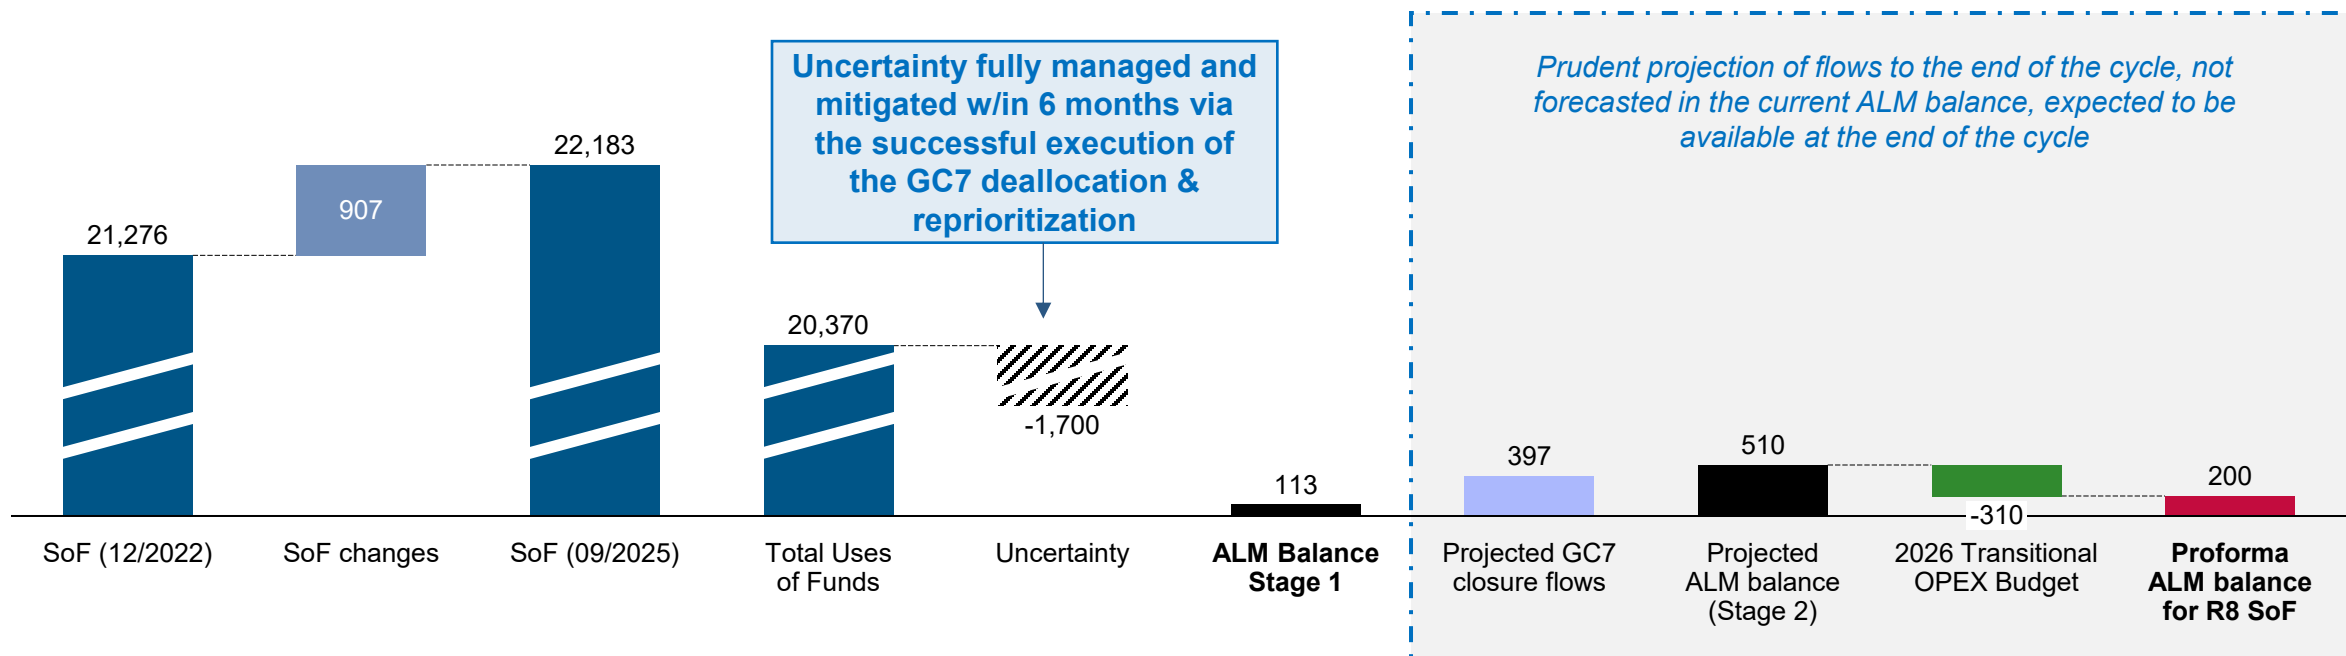 Uncertainty fully managed and
mitigated w/in 6 months via
the successful execution of
the GC7 deallocation &
reprioritization
Prudent projection of flows to the end of the cycle, not
forecasted in the current ALM balance, expected to be
available at the end of the cycle
21,276
907
22,183
20,370
-1,700
113
397
510
-310
200
SoF (12/2022)
SoF changes
SoF (09/2025)
Total Uses
of Funds
Uncertainty
ALM Balance
Stage 1
Projected GC7
closure flows
Projected
ALM balance
(Stage 2)
2026 Transitional
OPEX Budget
Proforma
ALM balance
for R8 SoF